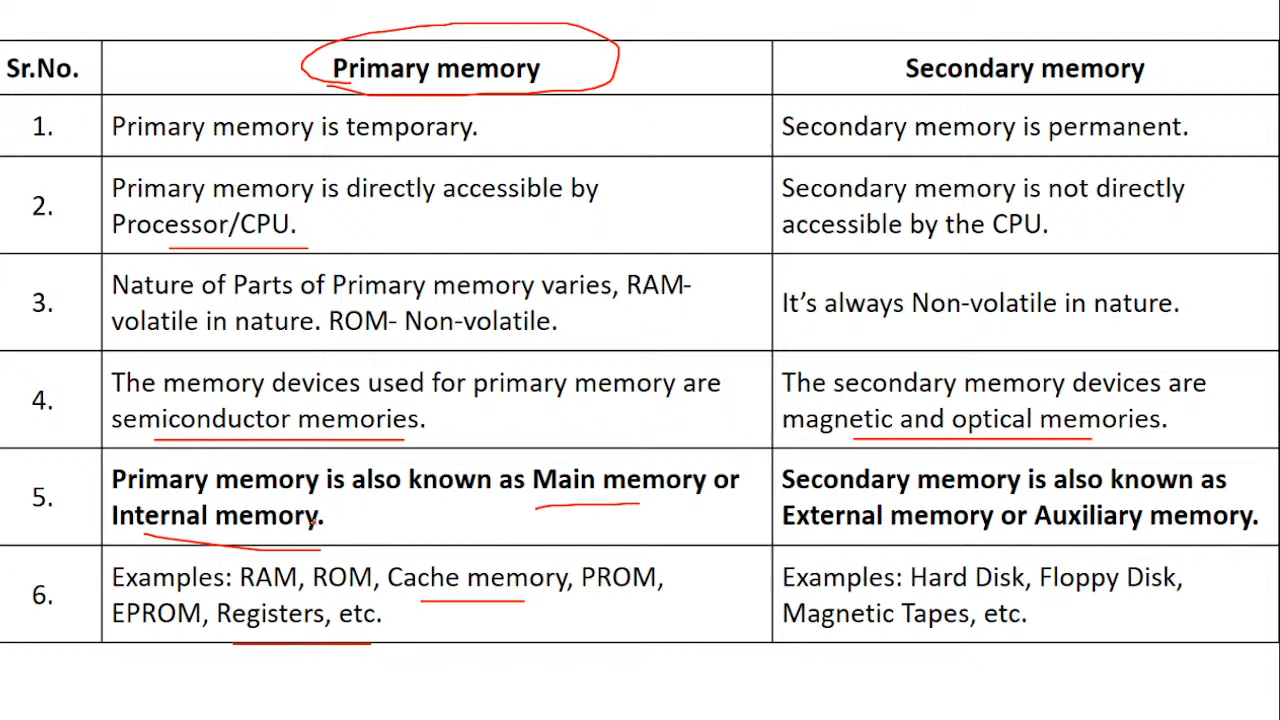 Sr.No. Primary memory Secondary memory
1. Primary memory is temporary. Secondary memory is permanent.
2. Primary memory is directly accessible by Secondary memory is not directly
Processor/CPU. accessible by the CPU.
3. Nature of Parts of Primary memory varies, RAM- It’s always Non-volatile in nature.
volatile in nature. ROM- Non-volatile.
4. The memory devices used for primary memory are The secondary memory devices are
semiconductor memories. magnetic and optical memories.
5. Primary memory is also known as Main memory or Secondary memory is also known as
Internal memory. External memory or Auxiliary memory.
6. Examples: RAM, ROM, Cache memory, PROM, Examples: Hard Disk, Floppy Disk,
EPROM, Registers, etc. Magnetic Tapes, etc.